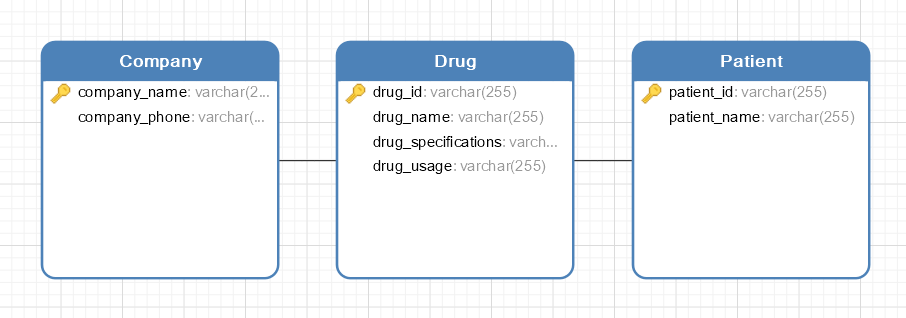 Company
company_name: varchar(2...
company_phone: varchar(...
Drug
drug_id: varchar(255)
drug_name: varchar(255)
drug_specifications: varch...
drug_usage: varchar(255)
Patient
patient_id: varchar(255)
patient_name: varchar(255)